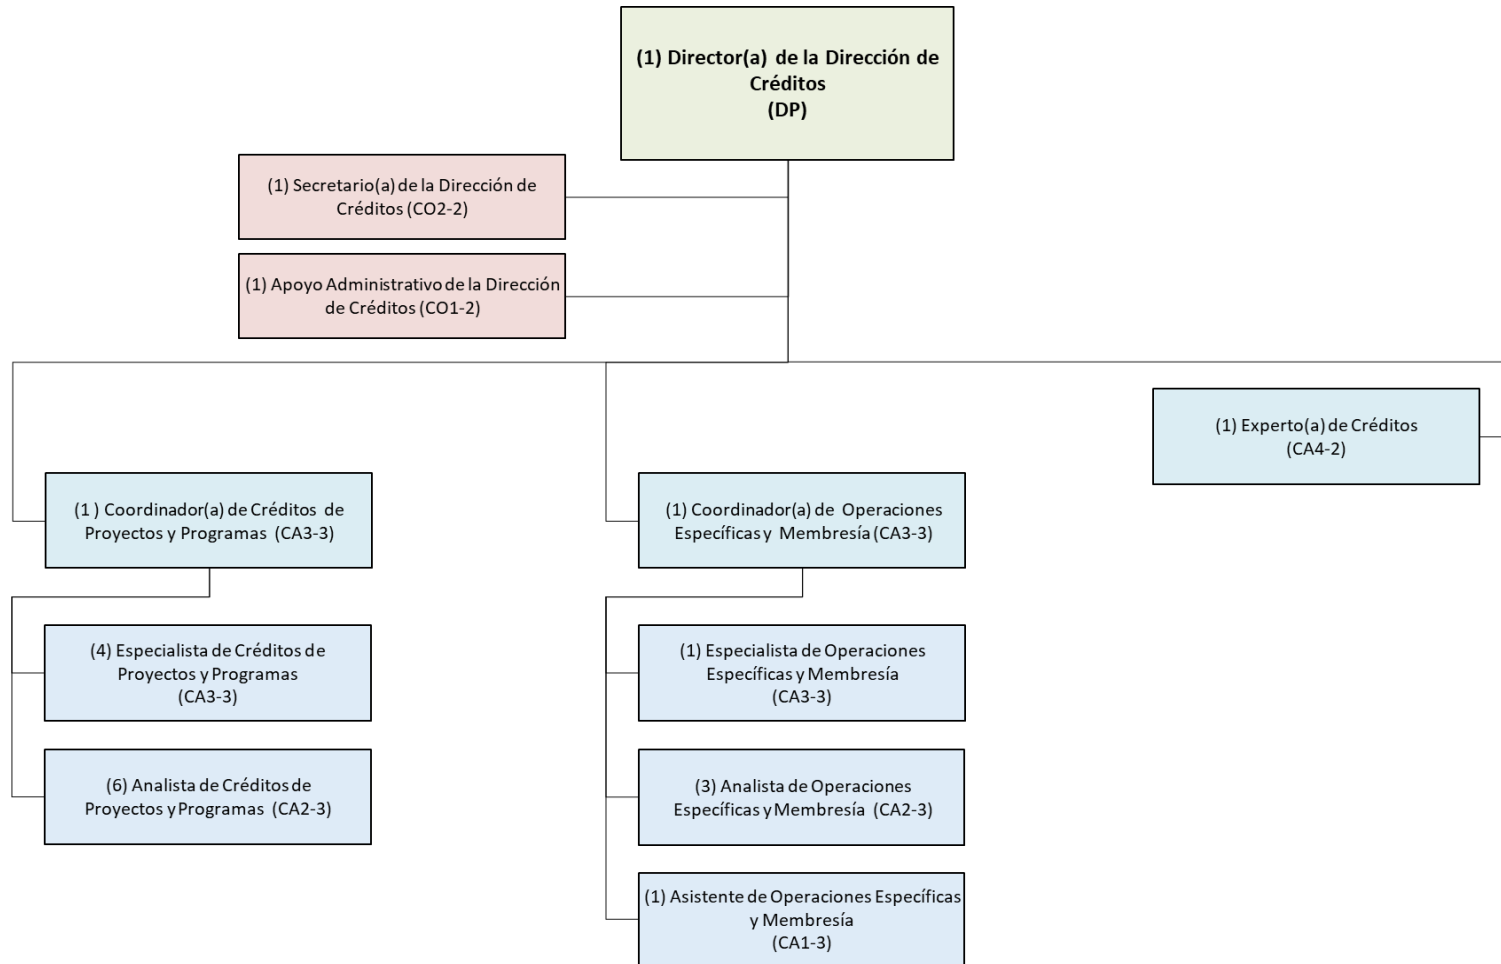 (1) Director(a) de la Dirección de
Créditos
(DP)
(1) Secretario(a) de la Dirección de
Créditos (CO2-2)
(1) Apoyo Administrativo de la Dirección
de Créditos (CO1-2)
(1) Experto(a) de Créditos
(CA4-2)
(1 ) Coordinador(a) de Créditos de
Proyectos y Programas (CA3-3)
(4) Especialista de Créditos de
Proyectos y Programas
(CA3-3)
(6) Analista de Créditos de
Proyectos y Programas (CA2-3)
(1) Coordinador(a) de Operaciones
Específicas y Membresía (CA3-3)
(1) Especialista de Operaciones
Específicas y Membresía
(CA3-3)
(3) Analista de Operaciones
Específicas y Membresía (CA2-3)
(1) Asistente de Operaciones Específicas
y Membresía
(CA1-3)